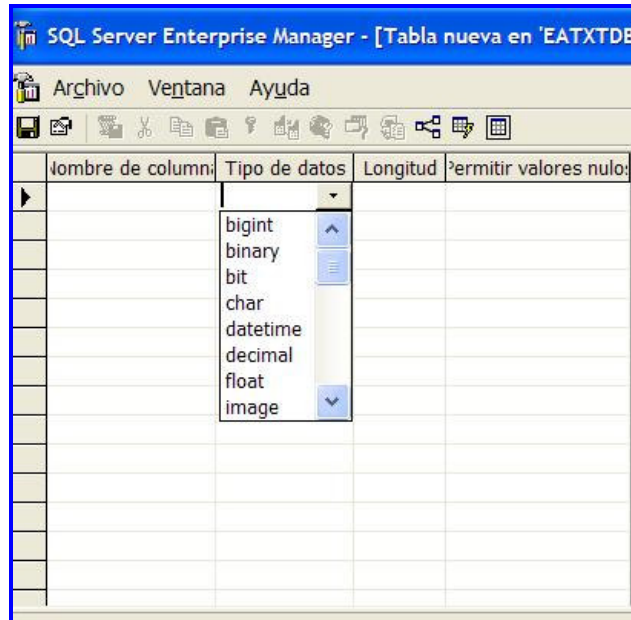 SQL Server Enterprise Manager - [Tabla nueva en 'EATXTDE
Archivo Ventana Ayuda
Nombre de columna Tipo de datos Longitud Permitir valores nulos
bigint
binary
bit
char
datetime
decimal
float
image